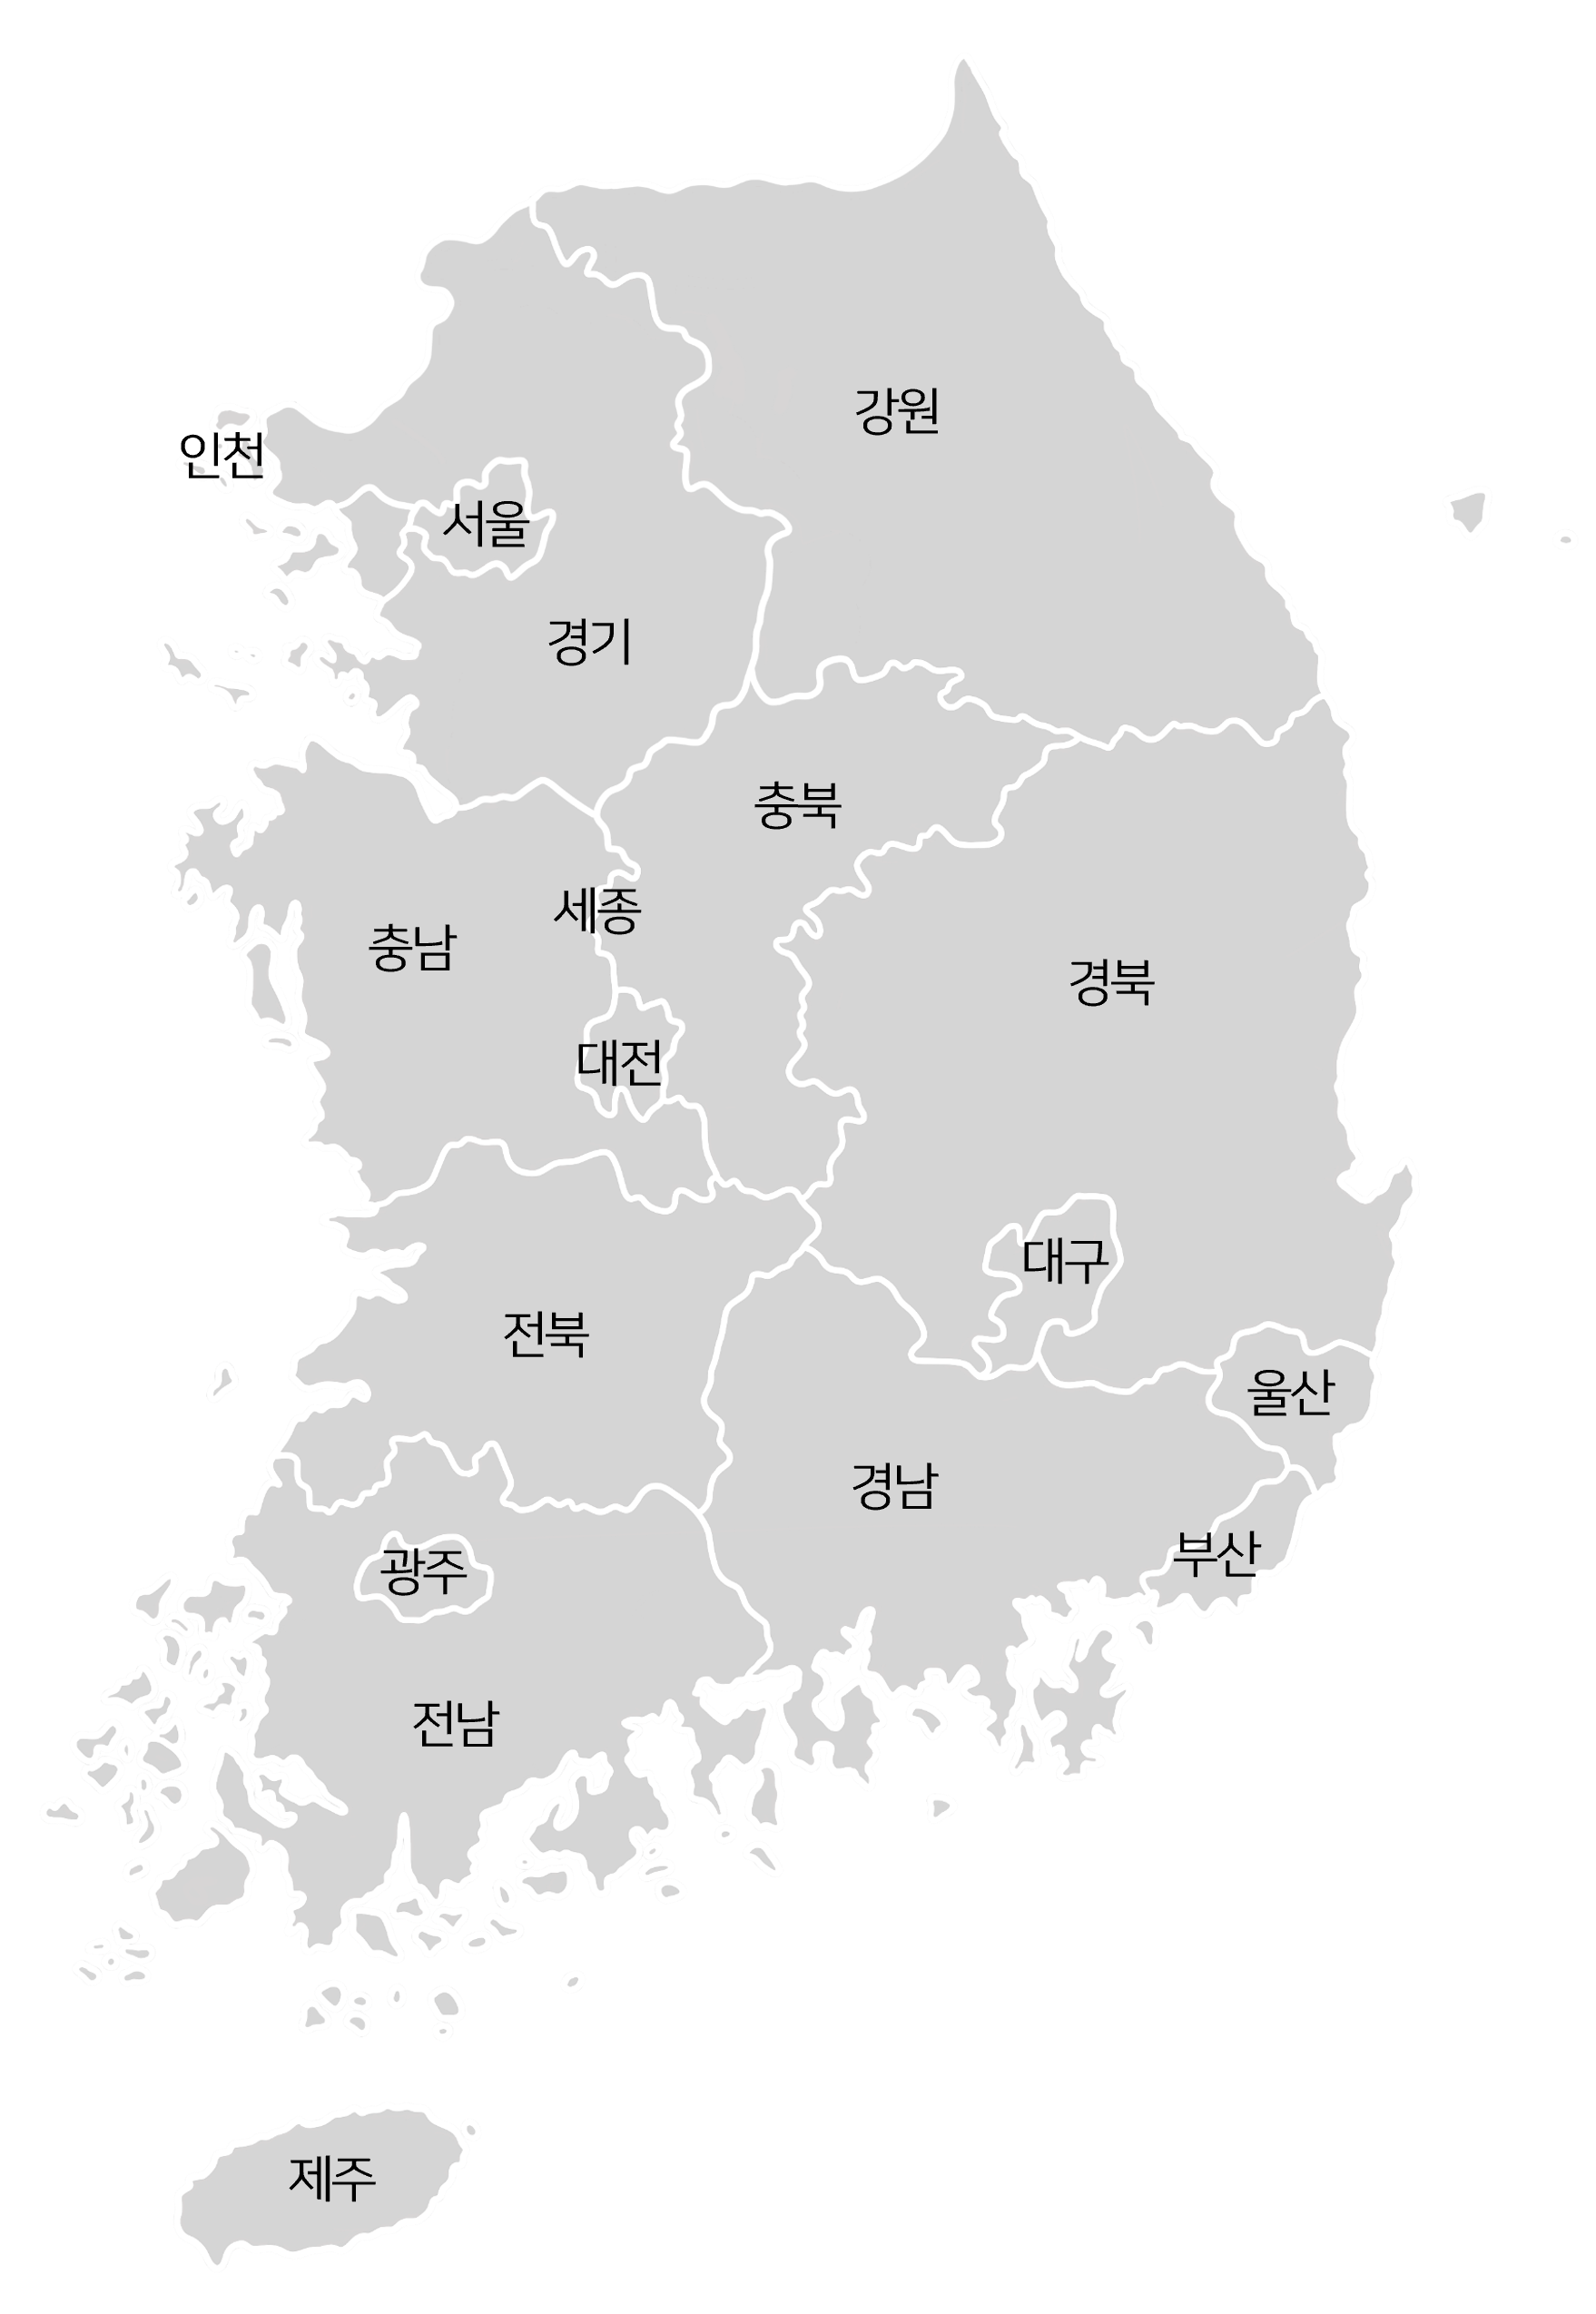 강원
인천
서울
경기
충북
세종
충남
경북
대전
대구
전북
울산
경남
부산
광주
전남
제주